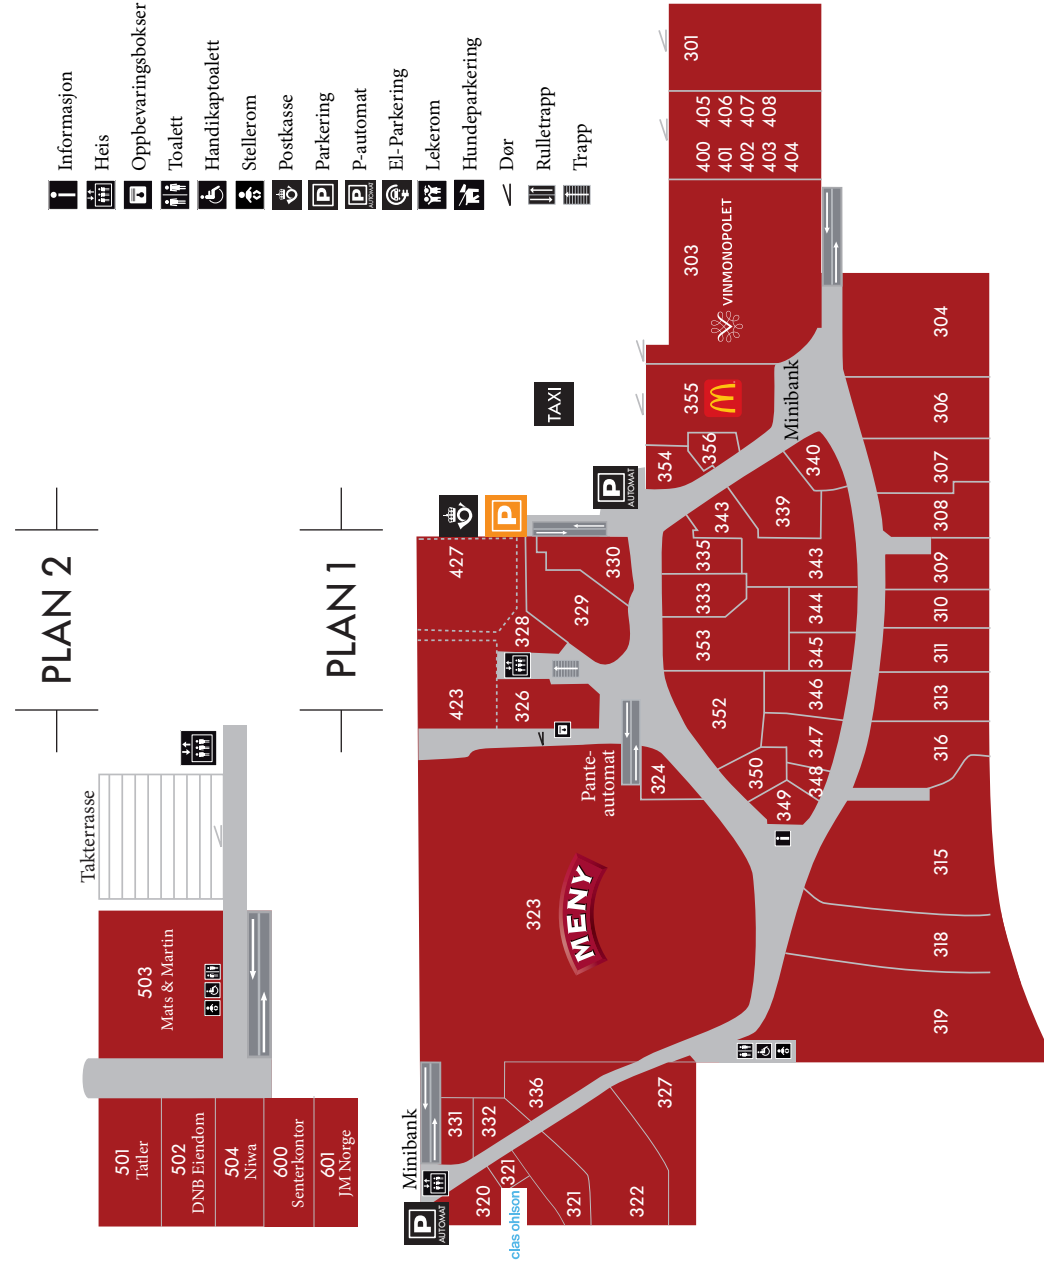 Informasjon
Heis
Oppbevaringsbokser
Toalett
Handikaptoalett
Stellerom
Postkasse
Parkering
P-automat
El-Parkering
Lekerom
Hundeparkering
Dør
Rulletrapp
Trapp
P
P
AUTOMAT
PLAN 2
Takterrasse
503
Mats & Martin
501
Tatler
502
DNB Eiendom
504
Niwa
600
Senterkontor
601
JM Norge
PLAN 1
TAXI
P
P
AUTOMAT
P
AUTOMAT
Minibank
Minibank
Pante-
automat
301
400 405
401 406
402 407
403 408
404
303
VINMONOPOLET
355
354
356
304
306
307
308
309
310
311
313
316
315
318
319
340
339
343
335
333
353
343
344
345
346
347
348
349
350
352
427
423
328
326
329
330
324
323
MENY
331
332
336
327
320
321
clas ohlson
321
322